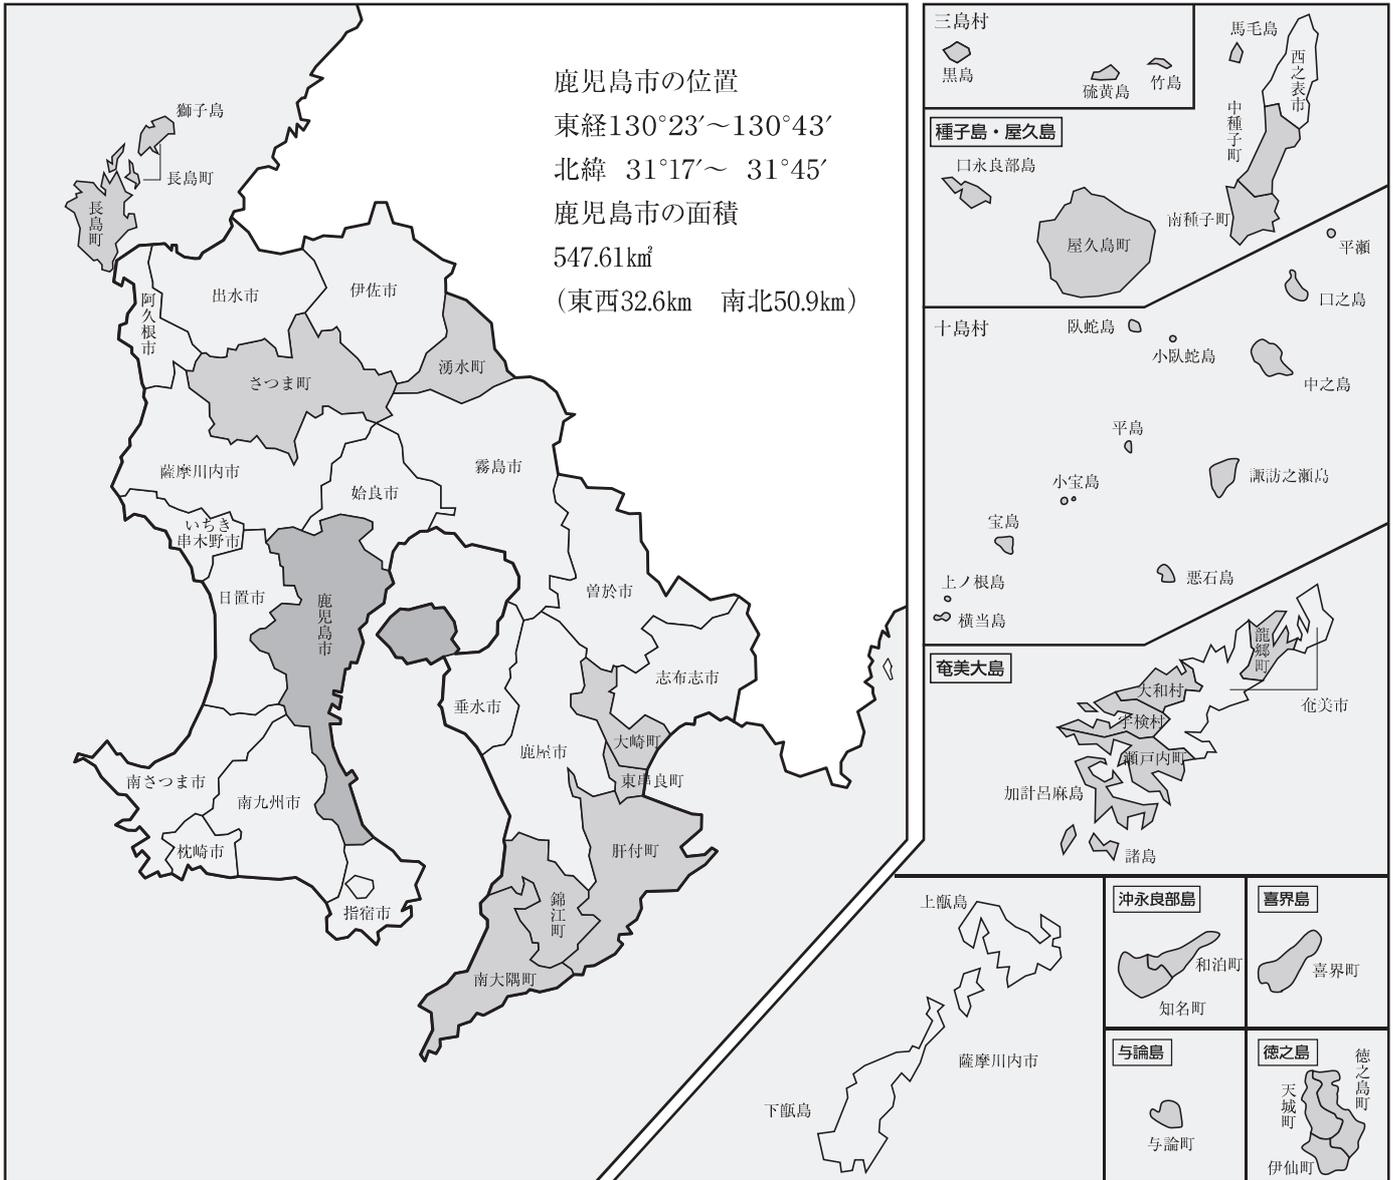 鹿児島市の位置
東経130°23′～130°43′
北緯 31°17′～ 31°45′
鹿児島市の面積
547.61㎢
（東西32.6km　南北50.9km）
獅子島
長島町
長島町
阿久根市
出水市
伊佐市
湧水町
さつま町
薩摩川内市
霧島市
姶良市
いちき
串木野市
日置市
鹿児島市
曽於市
志布志市
垂水市
鹿屋市
大崎町
東串良町
肝付町
錦江町
南大隅町
南さつま市
南九州市
枕崎市
指宿市
三島村
黒島
硫黄島
竹島
馬毛島
西之表市
中種子町
南種子町
種子島・屋久島
口永良部島
屋久島町
十島村
平瀬
口之島
臥蛇島
小臥蛇島
中之島
平島
諏訪之瀬島
小宝島
宝島
悪石島
上ノ根島
横当島
奄美大島
龍郷町
奄美市
大和村
宇検村
瀬戸内町
加計呂麻島
諸島
上甑島
薩摩川内市
下甑島
沖永良部島
和泊町
知名町
喜界島
喜界町
与論島
与論町
徳之島
徳之島町
天城町
伊仙町